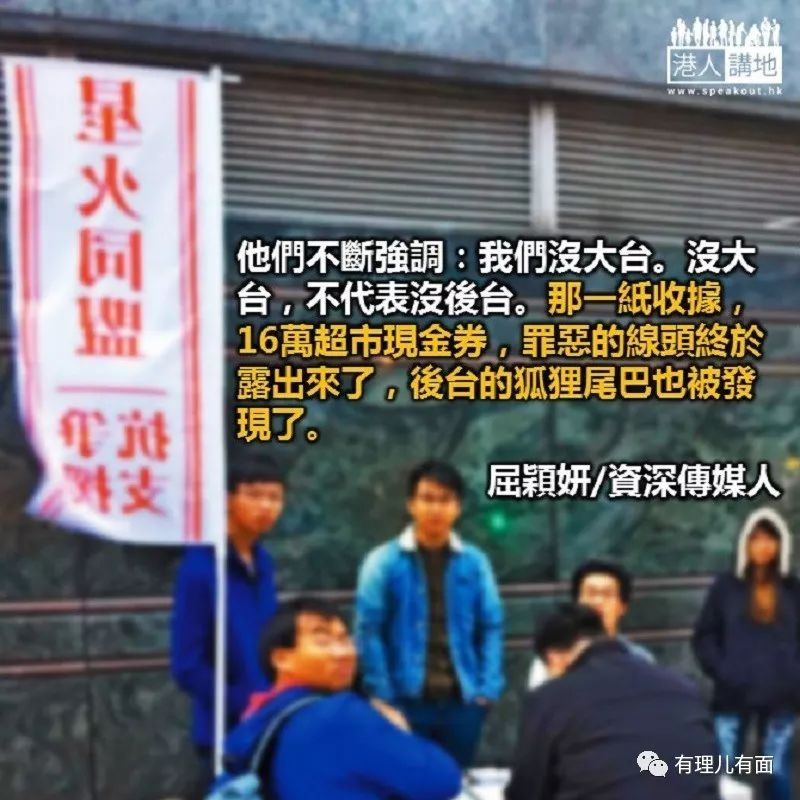 港人講地
www.speakout.hk
星火同盟
抗爭支援
他們不斷強調：我們沒大台。沒大
台，不代表沒後台。那一紙收據，
16萬超市現金券，罪惡的線頭終於
露出來了，後台的狐狸尾巴也被發
現了。
屈穎妍/資深傳媒人
有理儿有面